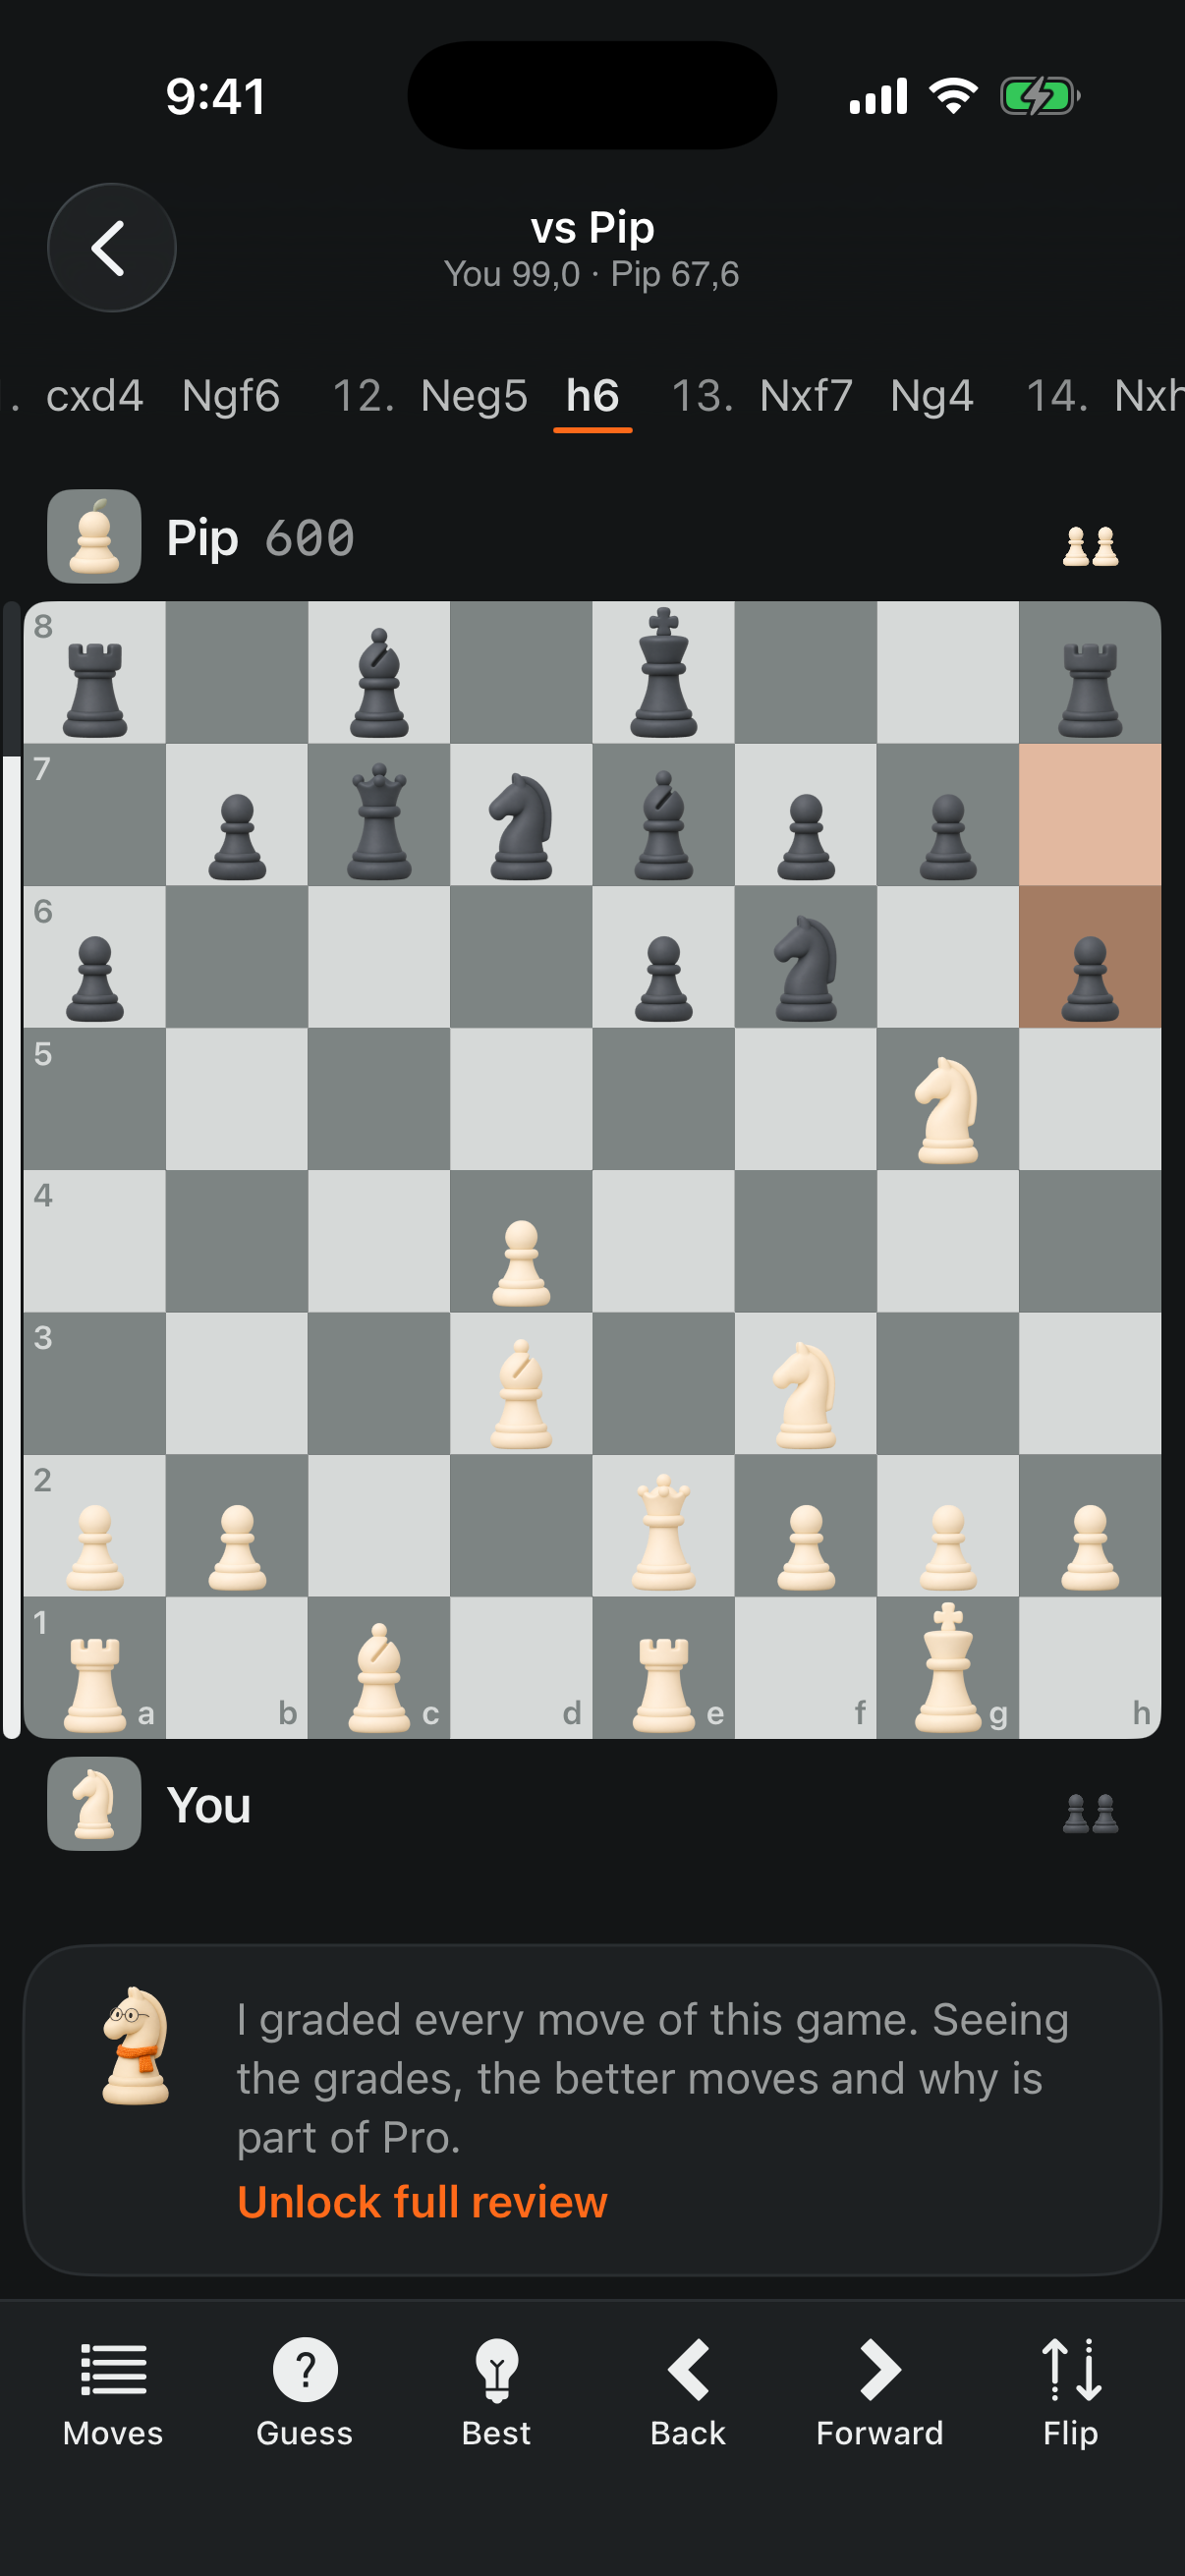 9:41
vs Pip
You 99,0 · Pip 67,6
. cxd4 Ngf6 12. Neg5 h6 13. Nxf7 Ng4 14. Nxh
Pip 600
8
7
6
5
4
3
2
1
a b c d e f g h
You
I graded every move of this game. Seeing
the grades, the better moves and why is
part of Pro.
Unlock full review
?
Moves Guess Best Back Forward Flip